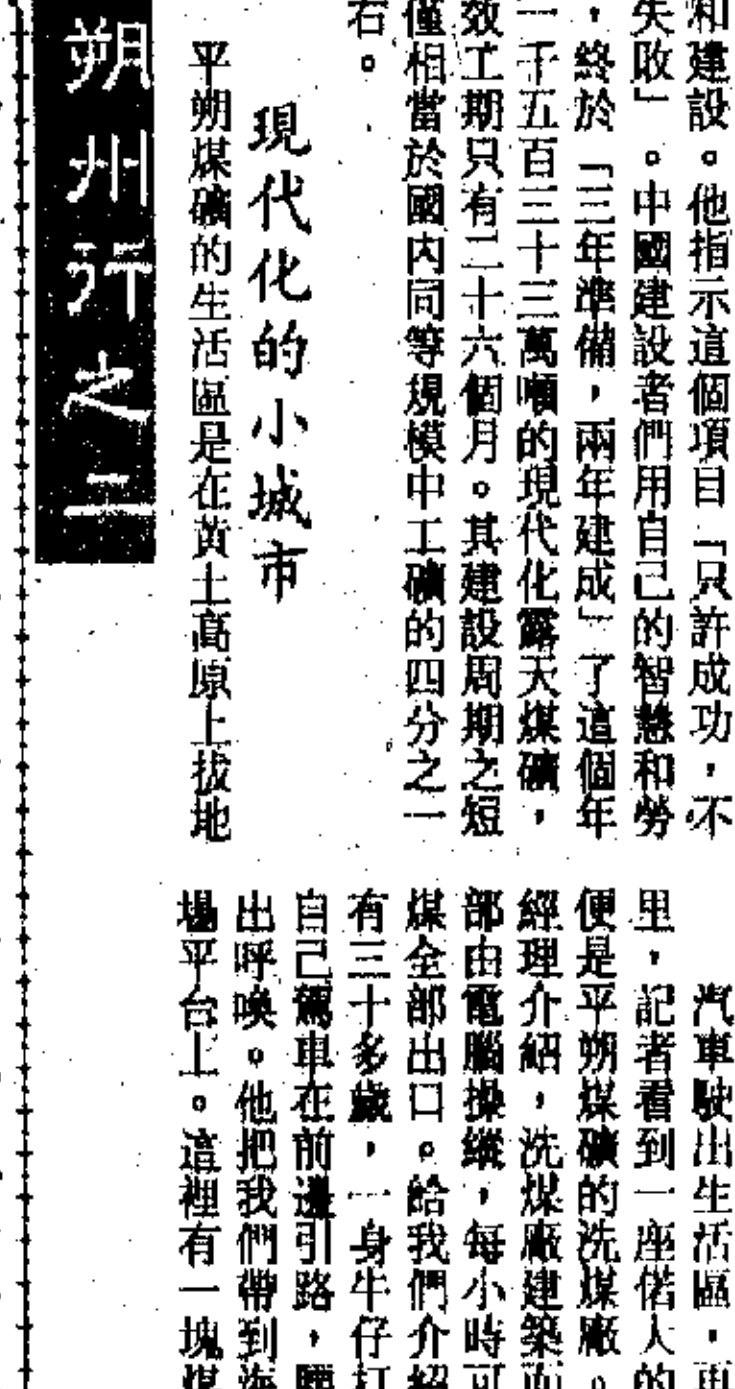 和建設。他指示這個項目「只許成功,不
失敗」。中國建設者們用自己的智慧和勞
,終於「三年準備,兩年建成」了這個年
一千五百三十三萬噸的現代化露天煤礦,
效工期只有二十六個月。其建設周期之短
僅相當於國內同等規模中工礦的四分之一
右。
現代化的小城市
平朔煤礦的生活區是在黃土高原上拔地
朔州行之二
汽車駛出生活區,再
里,記者看到一座偌大的
便是平朔煤礦的洗煤廠。
經理介紹,洗煤廠建築面
部由電腦操縱,每小時可
煤全部出口。給我們介紹
有三十多歲,一身牛仔打
自己駕車在前邊引路,腰
出呼喚。他把我們帶到海
場平台上。這裡有一塊煤